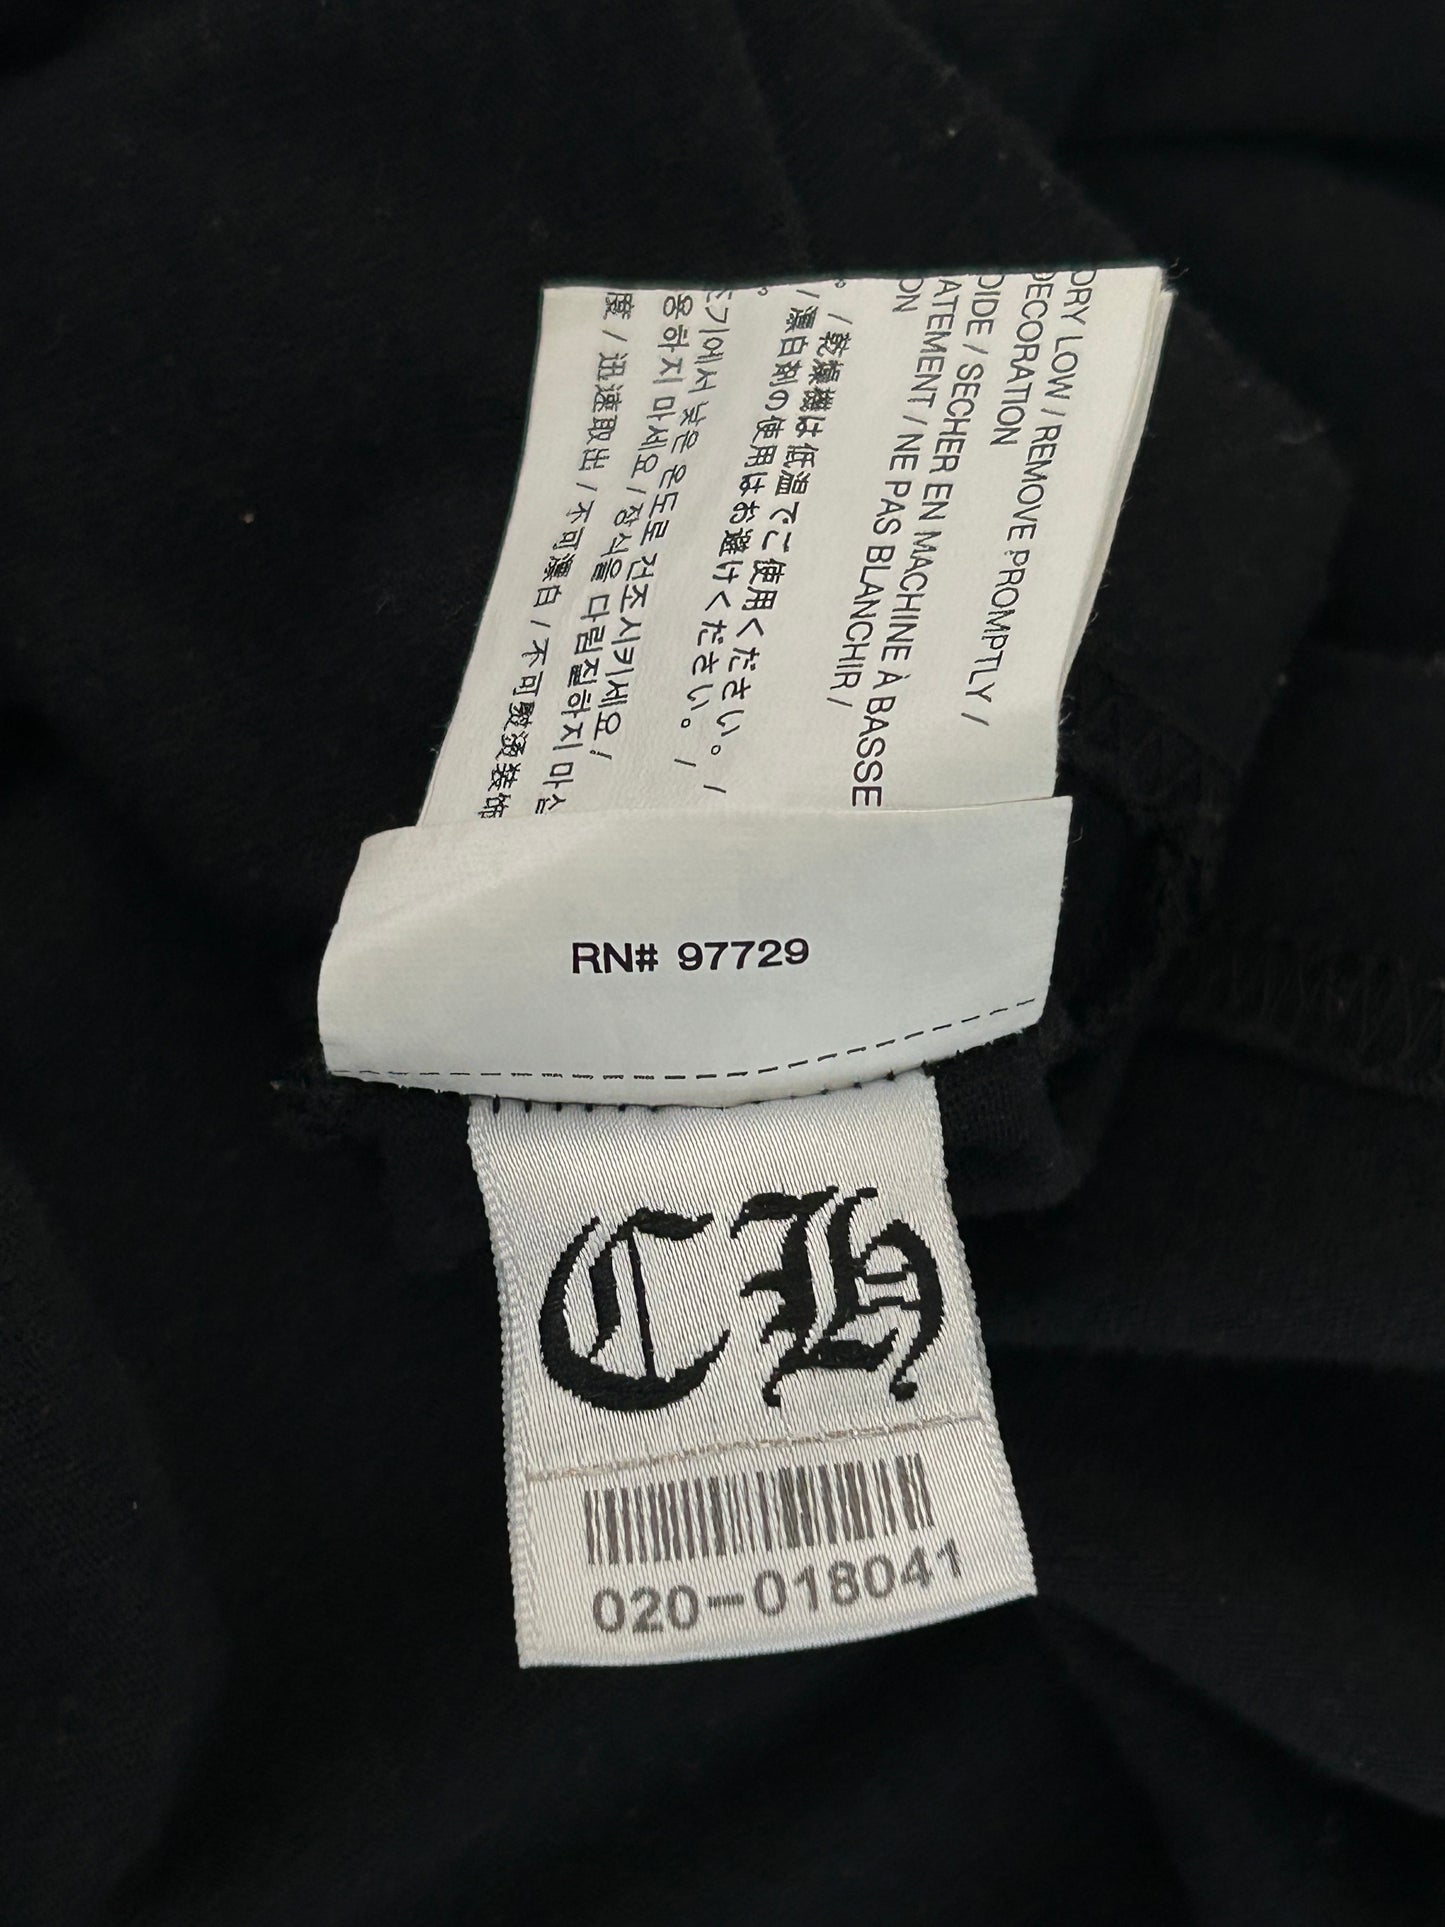 DRY LOW / REMOVE PROMPTLY /
DECORATION
OIDE / SECHER EN MACHINE À BASSE
ATEMENT / NE PAS BLANCHIR /
ON
/ 乾燥機は低温でご使用ください。 /
/ 漂白剤の使用はお避けください。 /
기에서 낮은 온도로 건조시키세요/
용하지 마세요 / 장식을 다림질하지 마
度 / 迅速取出 / 不可漂白 / 不可熨燙裝飾
RN# 97729
CH
020-018041